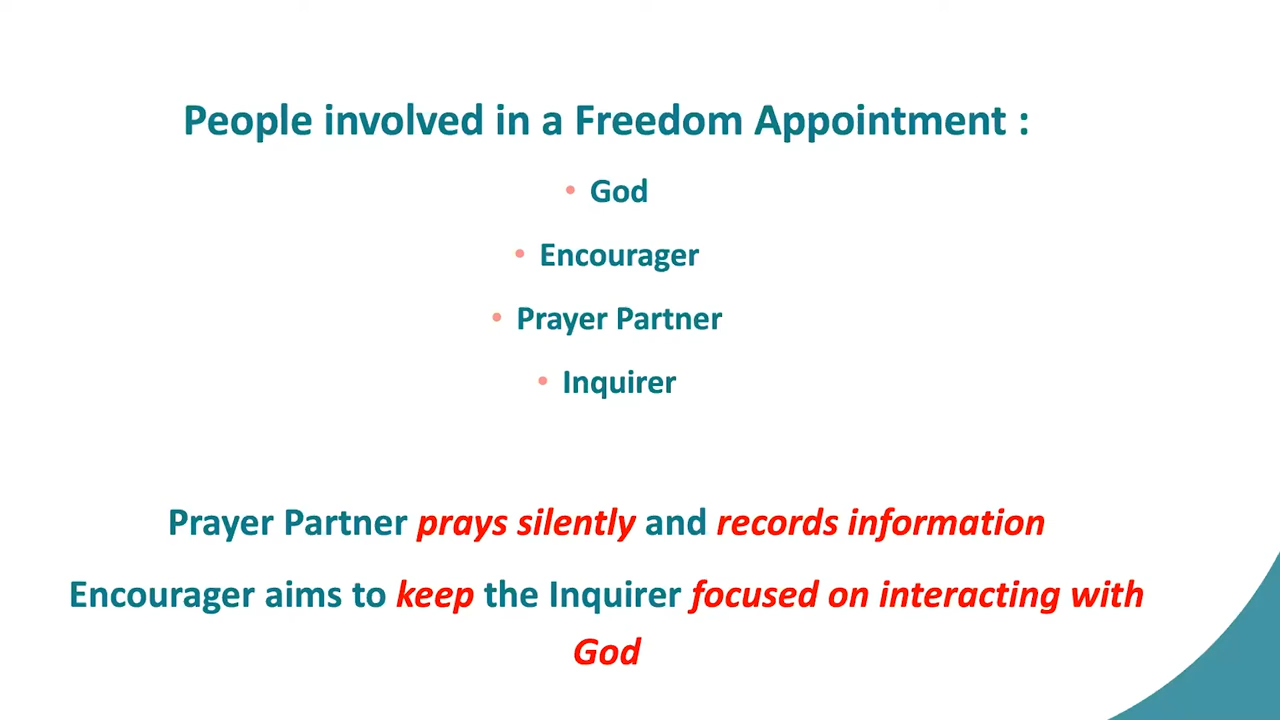 People involved in a Freedom Appointment :
• God
• Encourager
• Prayer Partner
• Inquirer
Prayer Partner prays silently and records information
Encourager aims to keep the Inquirer focused on interacting with
God